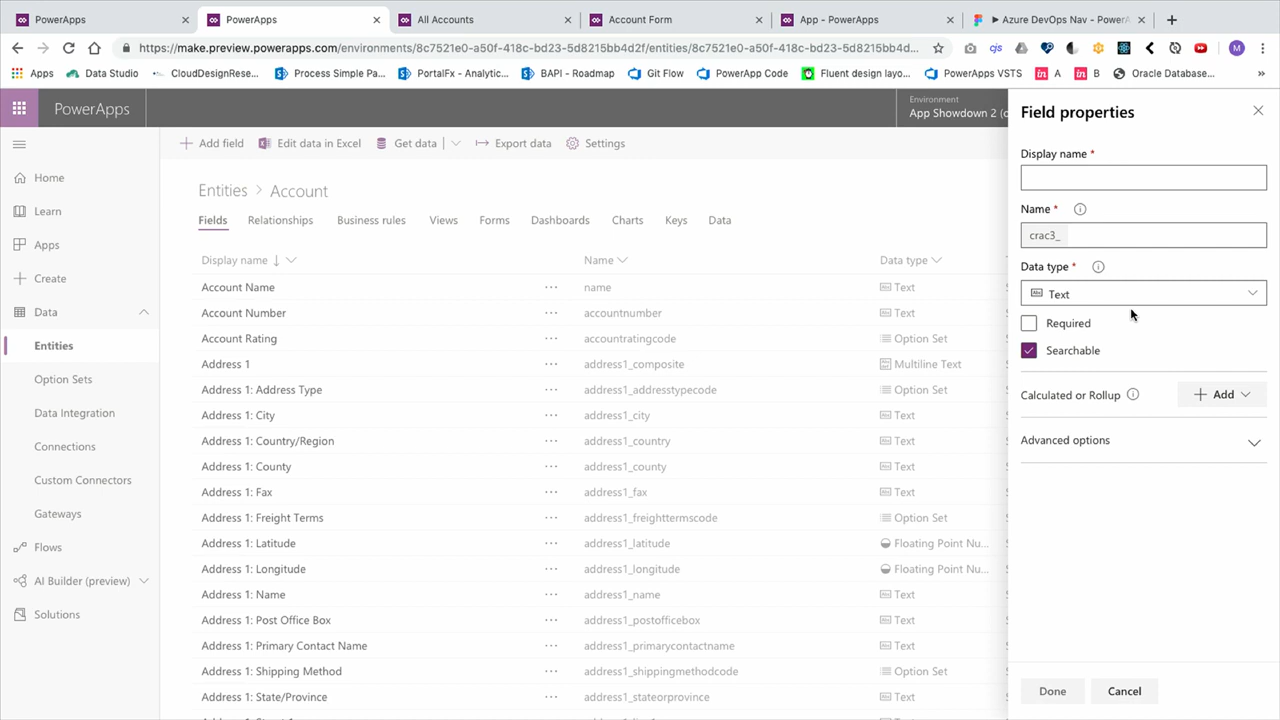 PowerApps
PowerApps
All Accounts
Account Form
App - PowerApps
Azure DevOps Nav - PowerA
https://make.preview.powerapps.com/environments/8c7521e0-a50f-418c-bd23-5d8215bb4d2f/entities/8c7521e0-a50f-418c-bd23-5d8215bb4d...
M
Apps
Data Studio
CloudDesignRese...
Process Simple Pa...
PortalFx - Analytic...
BAPI - Roadmap
Git Flow
PowerApp Code
Fluent design layo...
PowerApps VSTS
A
B
Oracle Database...
PowerApps
Environment
App Showdown 2 (o
Home
Learn
Apps
Create
Data
Entities
Option Sets
Data Integration
Connections
Custom Connectors
Gateways
Flows
AI Builder (preview)
Solutions
Add field
Edit data in Excel
Get data
Export data
Settings
Entities > Account
Fields
Relationships
Business rules
Views
Forms
Dashboards
Charts
Keys
Data
Display name
Name
Data type
Account Name ··· name Text
Account Number ··· accountnumber Text
Account Rating ··· accountratingcode Option Set
Address 1 ··· address1_composite Multiline Text
Address 1: Address Type ··· address1_addresstypecode Option Set
Address 1: City ··· address1_city Text
Address 1: Country/Region ··· address1_country Text
Address 1: County ··· address1_county Text
Address 1: Fax ··· address1_fax Text
Address 1: Freight Terms ··· address1_freighttermscode Option Set
Address 1: Latitude ··· address1_latitude Floating Point Nu...
Address 1: Longitude ··· address1_longitude Floating Point Nu...
Address 1: Name ··· address1_name Text
Address 1: Post Office Box ··· address1_postofficebox Text
Address 1: Primary Contact Name ··· address1_primarycontactname Text
Address 1: Shipping Method ··· address1_shippingmethodcode Option Set
Address 1: State/Province ··· address1_stateorprovince Text
Field properties
Display name *
Name *
crac3_
Data type *
Text
Required
Searchable
Calculated or Rollup
Add
Advanced options
Done
Cancel